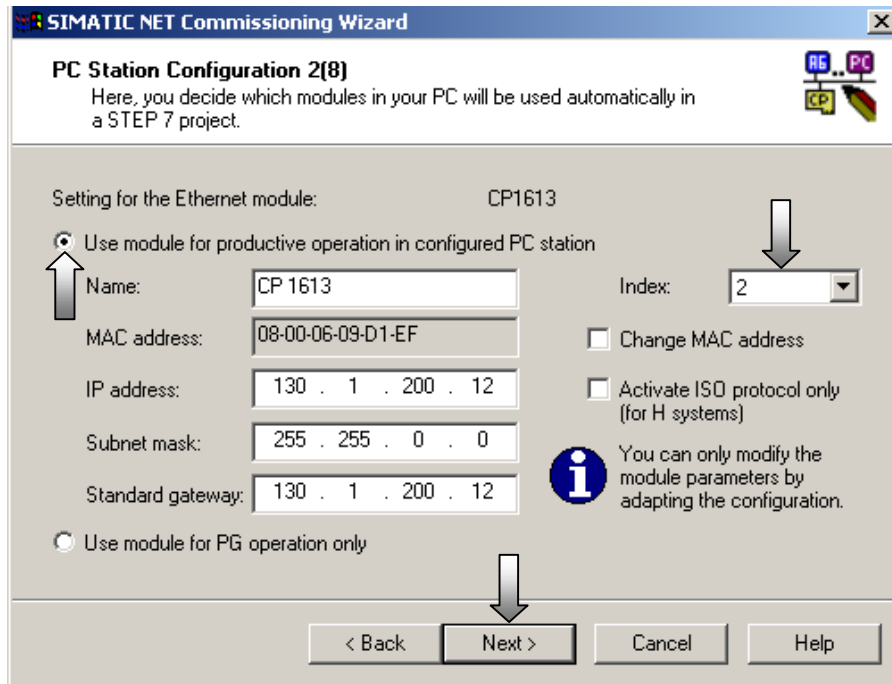 SIMATIC NET Commissioning Wizard
PC Station Configuration 2(8)
Here, you decide which modules in your PC will be used automatically in
a STEP 7 project.
AG PC
CP
Setting for the Ethernet module: CP1613
Use module for productive operation in configured PC station
Name: CP 1613 Index: 2
MAC address: 08-00-06-09-D1-EF Change MAC address
IP address: 130 . 1 . 200 . 12 Activate ISO protocol only
(for H systems)
Subnet mask: 255 . 255 . 0 . 0 You can only modify the
module parameters by
Standard gateway: 130 . 1 . 200 . 12 adapting the configuration.
Use module for PG operation only
< Back Next > Cancel Help